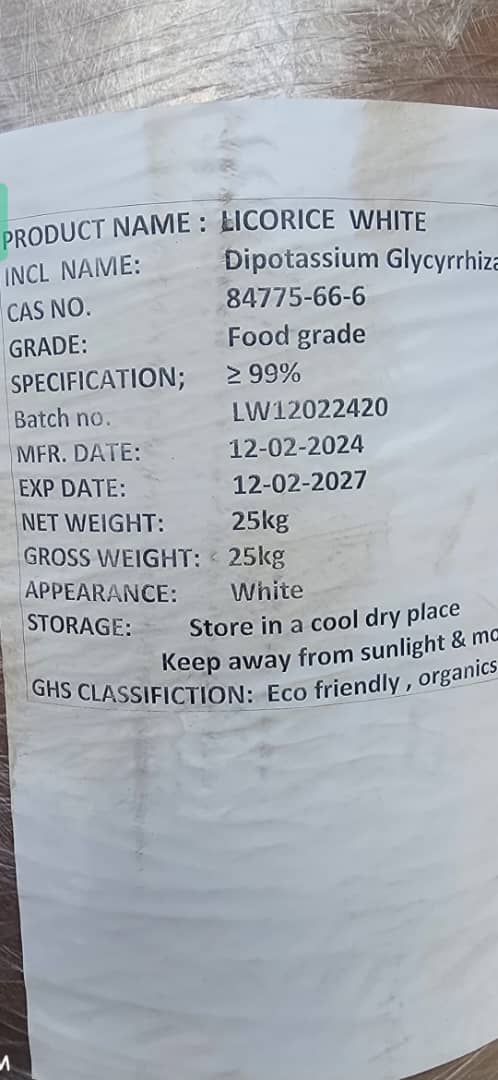 PRODUCT NAME : LICORICE WHITE
INCL NAME: Dipotassium Glycyrrhiza
CAS NO. 84775-66-6
GRADE: Food grade
SPECIFICATION; ≥ 99%
Batch no. LW12022420
MFR. DATE: 12-02-2024
EXP DATE: 12-02-2027
NET WEIGHT: 25kg
GROSS WEIGHT: 25kg
APPEARANCE: White
STORAGE: Store in a cool dry place
Keep away from sunlight & mo
GHS CLASSIFICTION: Eco friendly , organics